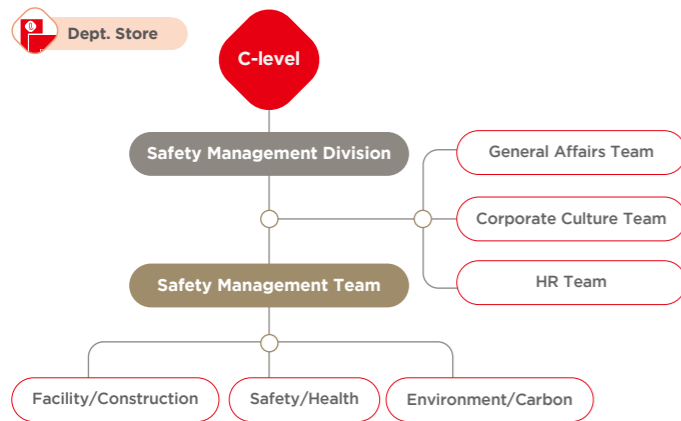 Dept. Store
C-level
Safety Management Division
General Affairs Team
Corporate Culture Team
HR Team
Safety Management Team
Facility/Construction
Safety/Health
Environment/Carbon